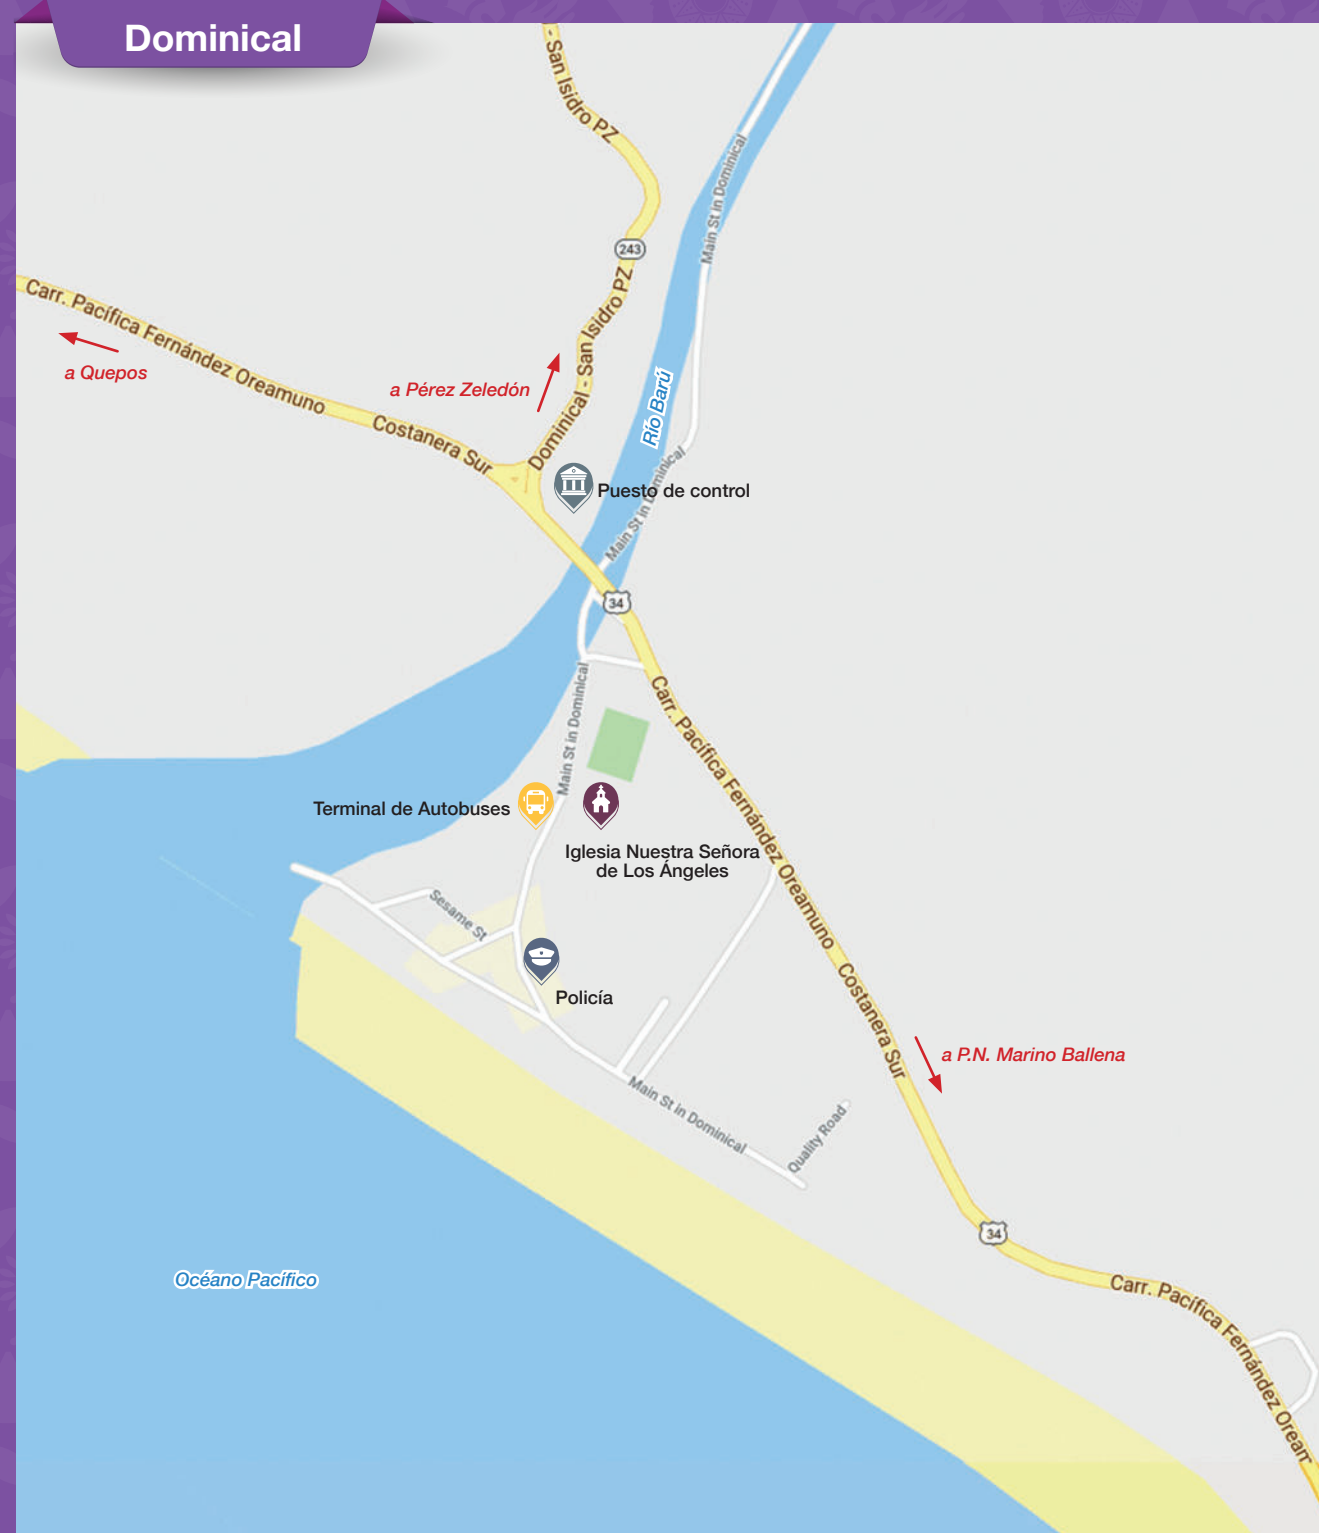 Dominical
- San Isidro PZ
Main St in Dominical
243
Carr. Pacífica Fernández Oreamuno
Costanera Sur
a Quepos
a Pérez Zeledón
Dominical - San Isidro PZ
Río Barú
Puesto de control
Main St in Dominical
34
Main St in Dominical
Carr. Pacífica Fernández Oreamuno
Costanera Sur
Terminal de Autobuses
Iglesia Nuestra Señora
de Los Ángeles
Sesame St
Policía
a P.N. Marino Ballena
Main St in Dominical
Quality Road
34
Océano Pacífico
Carr. Pacífica Fernández Oream